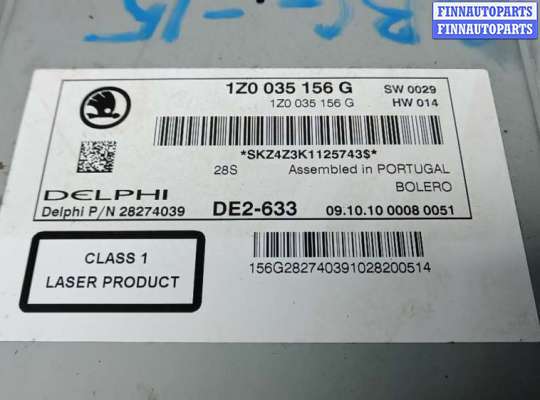 FINNAUTOPARTS
FINNAUTOPARTS
FINNAUTOPARTS
1Z0 035 156 G SW 0029
1Z0 035 156 G HW 014
*SKZ4Z3K1125743$*
28S Assembled in PORTUGAL
BOLERO
DELPHI
Delphi P/N 28274039 DE2-633 09.10.10 0008 0051
CLASS 1
LASER PRODUCT
156G282740391028200514